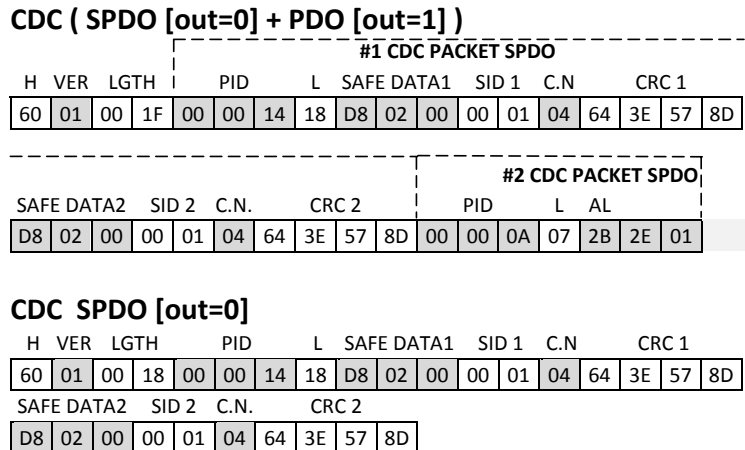 CDC ( SPDO [out=0] + PDO [out=1] )
#1 CDC PACKET SPDO
H VER LGTH PID L SAFE DATA1 SID 1 C.N CRC 1
60 01 00 1F 00 00 14 18 D8 02 00 00 01 04 64 3E 57 8D
#2 CDC PACKET SPDO
SAFE DATA2 SID 2 C.N. CRC 2 PID L AL
D8 02 00 00 01 04 64 3E 57 8D 00 00 0A 07 2B 2E 01
CDC SPDO [out=0]
H VER LGTH PID L SAFE DATA1 SID 1 C.N CRC 1
60 01 00 18 00 00 14 18 D8 02 00 00 01 04 64 3E 57 8D
SAFE DATA2 SID 2 C.N. CRC 2
D8 02 00 00 01 04 64 3E 57 8D